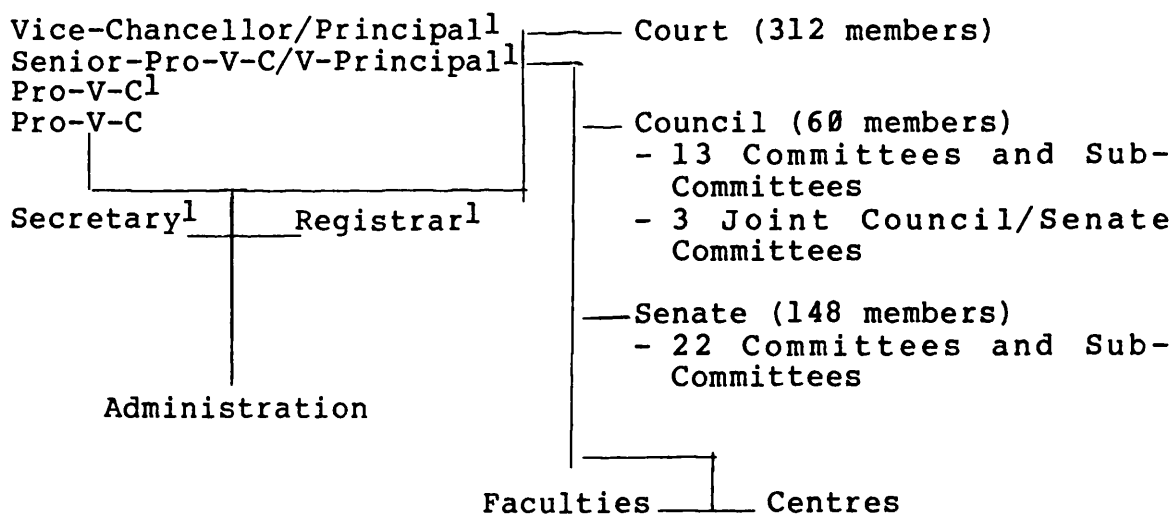 Vice-Chancellor/Principal1
Senior-Pro-V-C/V-Principal1
Pro-V-C1
Pro-V-C
Secretary1
Registrar1
Administration
Court (312 members)
Council (60 members)
- 13 Committees and Sub-
Committees
- 3 Joint Council/Senate
Committees
Senate (148 members)
- 22 Committees and Sub-
Committees
Faculties
Centres